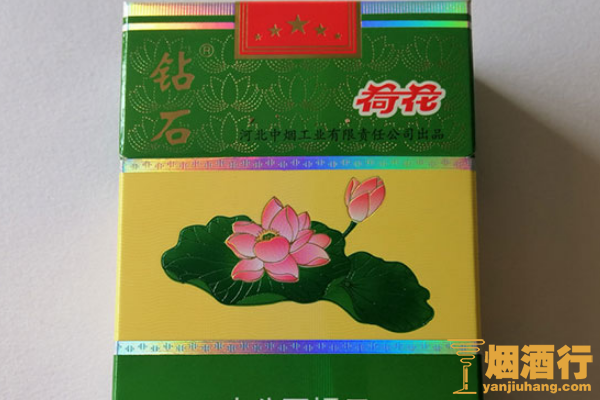 钻石®
荷花
河北中烟工业有限责任公司出品
烟酒行
yanjiuhang.com